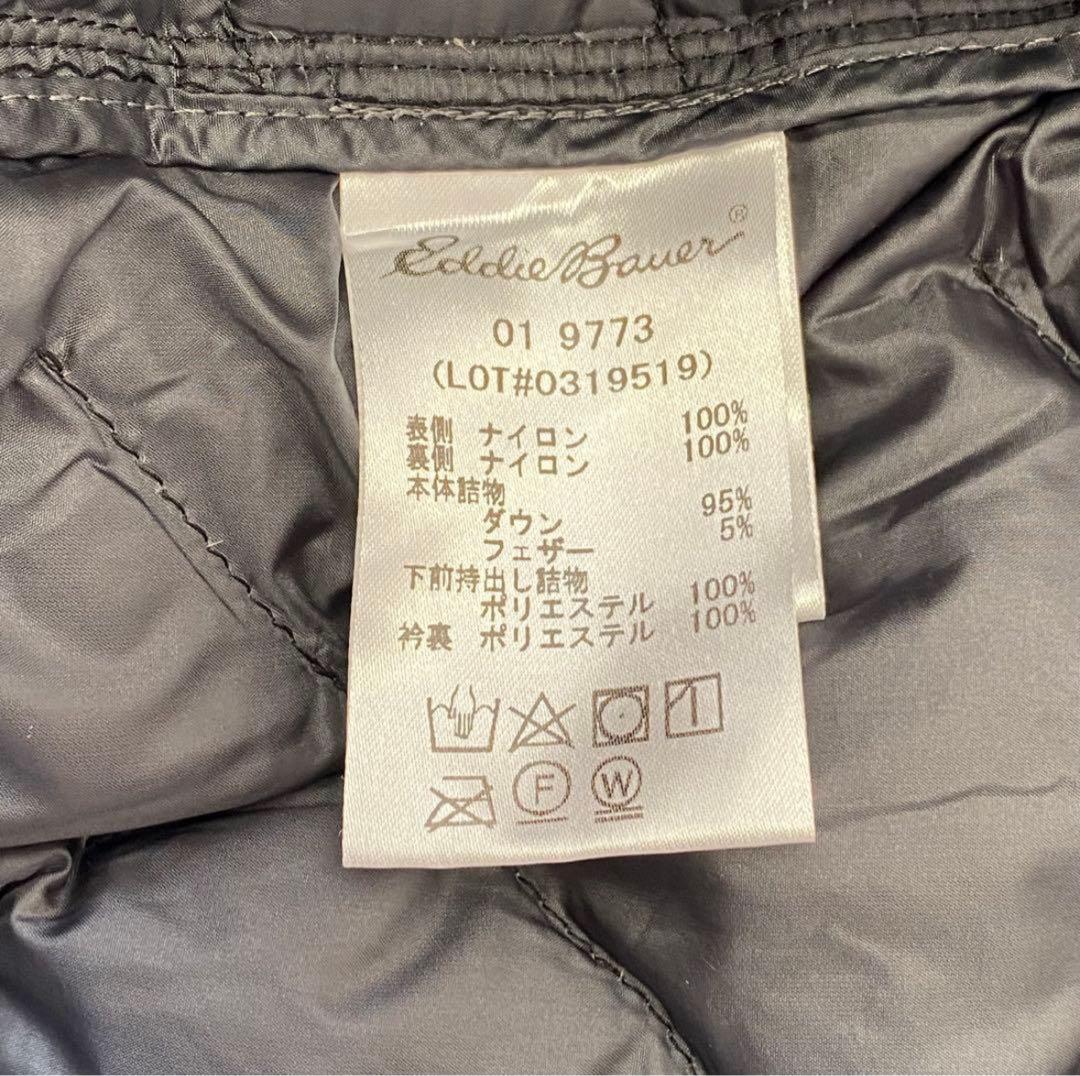 Eddie Bauer®
01 9773
(LOT#0319519)
表側 ナイロン 100%
裏側 ナイロン 100%
本体詰物
ダウン 95%
フェザー 5%
下前持出し詰物
ポリエステル 100%
衿裏 ポリエステル 100%
F W